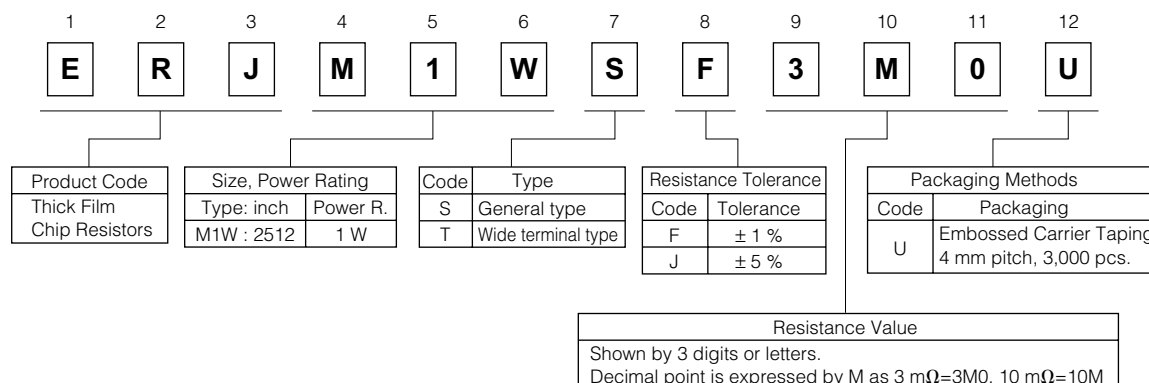 1 2 3 4 5 6 7 8 9 10 11 12
E R J M 1 W S F 3 M 0 U
Product Code
Thick Film
Chip Resistors
Size, Power Rating
Type: inch Power R.
M1W : 2512 1 W
Code Type
S General type
T Wide terminal type
Resistance Tolerance
Code Tolerance
F ± 1 %
J ± 5 %
Packaging Methods
Code Packaging
U Embossed Carrier Taping
4 mm pitch, 3,000 pcs.
Resistance Value
Shown by 3 digits or letters.
Decimal point is expressed by M as 3 mΩ=3M0, 10 mΩ=10M